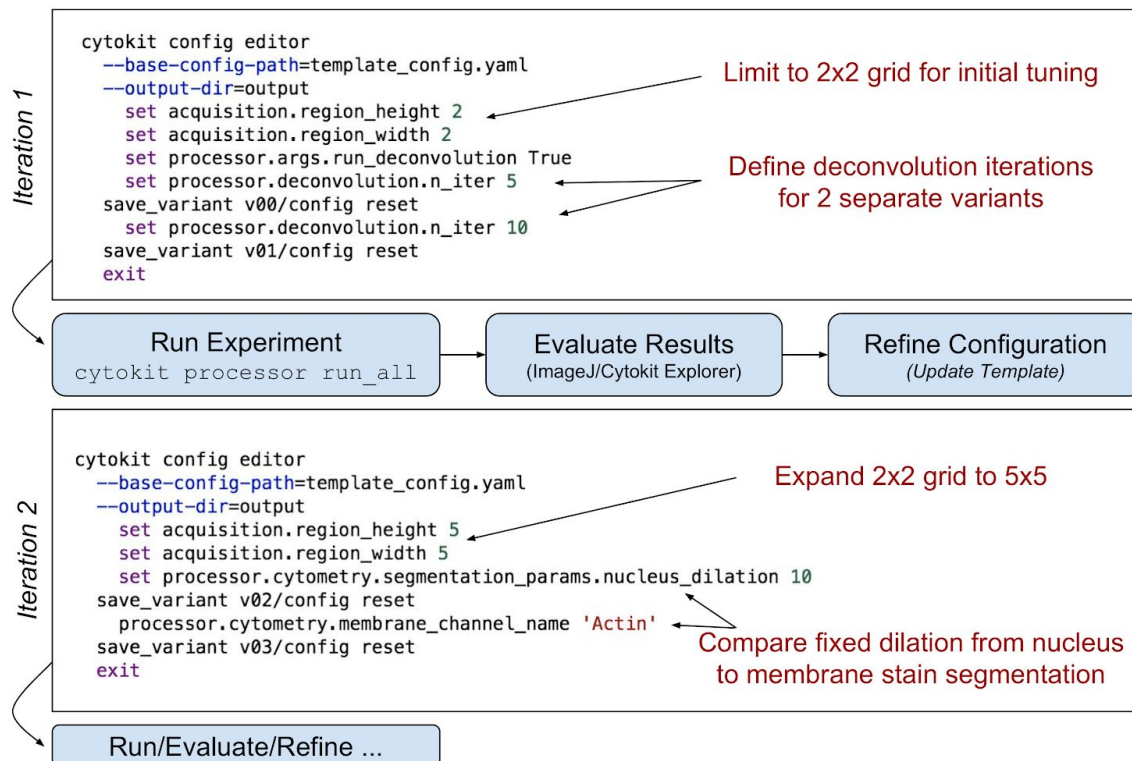 Iteration 1
cytokit config editor
--base-config-path=template_config.yaml
--output-dir=output
set acquisition.region_height 2
set acquisition.region_width 2
set processor.args.run_deconvolution True
set processor.deconvolution.n_iter 5
save_variant v00/config reset
set processor.deconvolution.n_iter 10
save_variant v01/config reset
exit
Limit to 2x2 grid for initial tuning
Define deconvolution iterations
for 2 separate variants
Run Experiment
cytokit processor run_all
Evaluate Results
(ImageJ/Cytokit Explorer)
Refine Configuration
(Update Template)
Iteration 2
cytokit config editor
--base-config-path=template_config.yaml
--output-dir=output
set acquisition.region_height 5
set acquisition.region_width 5
set processor.cytometry.segmentation_params.nucleus_dilation 10
save_variant v02/config reset
processor.cytometry.membrane_channel_name 'Actin'
save_variant v03/config reset
exit
Expand 2x2 grid to 5x5
Compare fixed dilation from nucleus
to membrane stain segmentation
Run/Evaluate/Refine ...